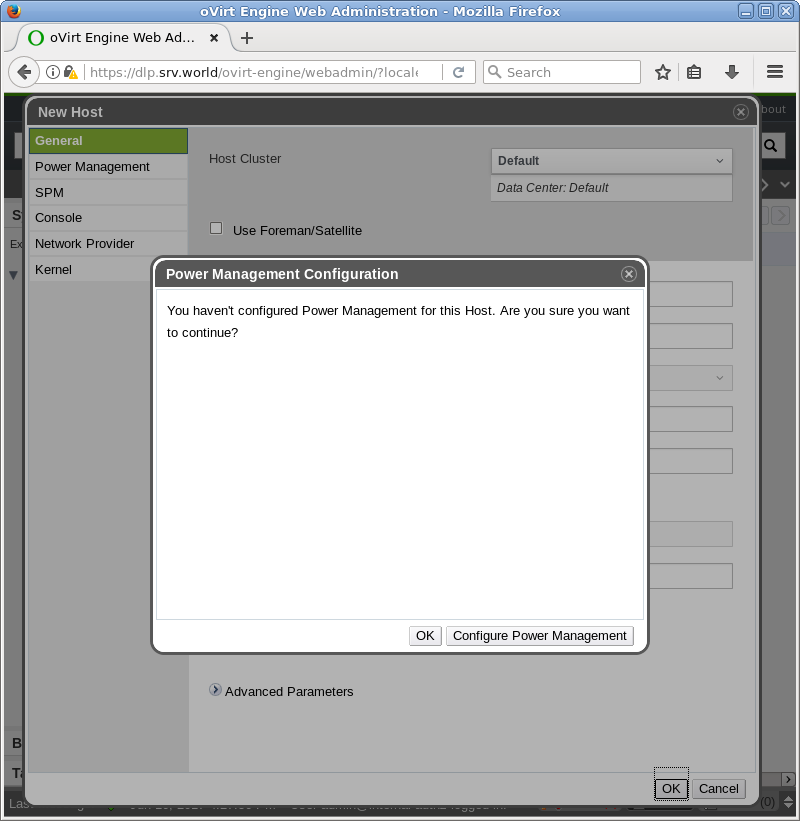 oVirt Engine Web Administration - Mozilla Firefox
oVirt Engine Web Ad...
https://dlp.srv.world/ovirt-engine/webadmin/?locale
Search
New Host
General
Power Management
SPM
Console
Network Provider
Kernel
Host Cluster
Default
Data Center: Default
Use Foreman/Satellite
Power Management Configuration
You haven't configured Power Management for this Host. Are you sure you want
to continue?
OK
Configure Power Management
Advanced Parameters
OK
Cancel
(0)